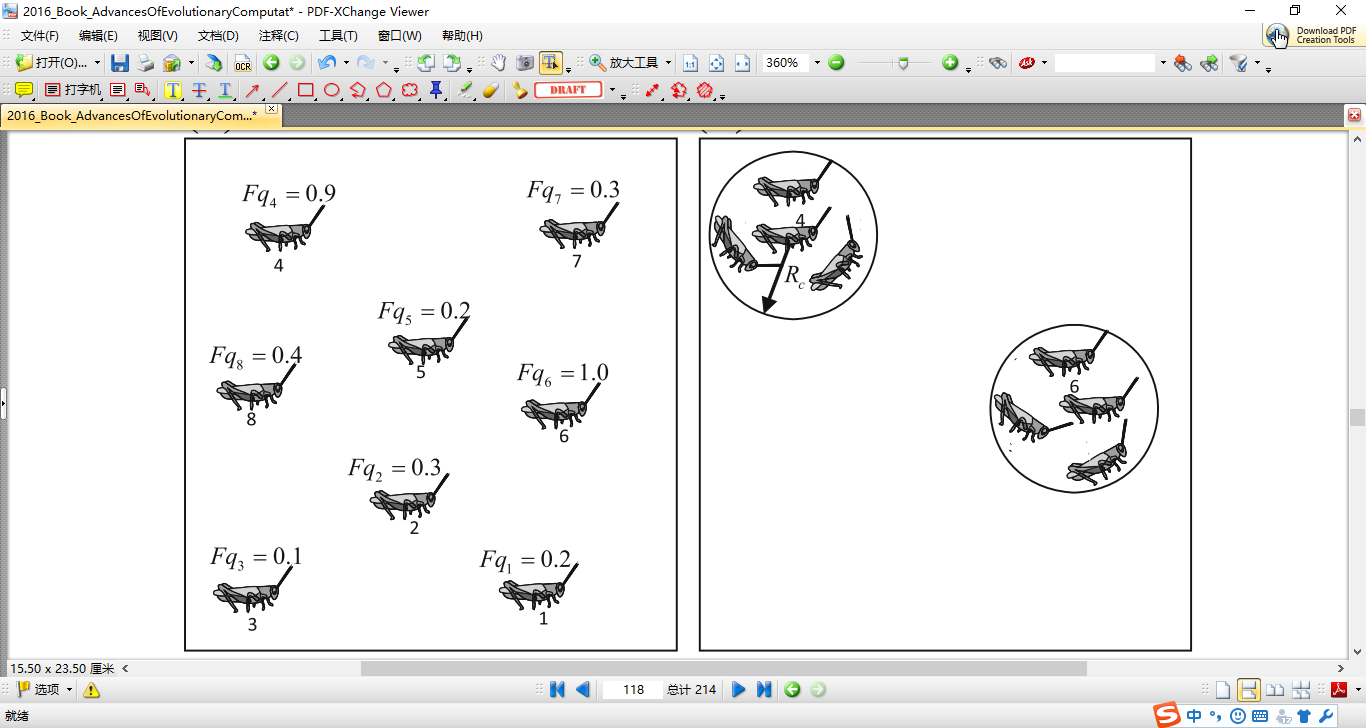 2016_Book_AdvancesOfEvolutionaryComputat* - PDF-XChange Viewer
文件(F) 编辑(E) 视图(V) 文档(D) 注释(C) 工具(T) 窗口(W) 帮助(H)
Download PDF
Creation Tools
打开(O)... OCR 放大工具 1:1 360%
打字机 T T T DRAFT
2016_Book_AdvancesOfEvolutionaryCom...*
Fq₄ = 0.9
4
Fq₇ = 0.3
7
Fq₅ = 0.2
5
Fq₈ = 0.4
8
Fq₆ = 1.0
6
Fq₂ = 0.3
2
Fq₃ = 0.1
3
Fq₁ = 0.2
1
4
R_c
6
15.50 x 23.50 厘米
选项 118 总计 214
就绪 中